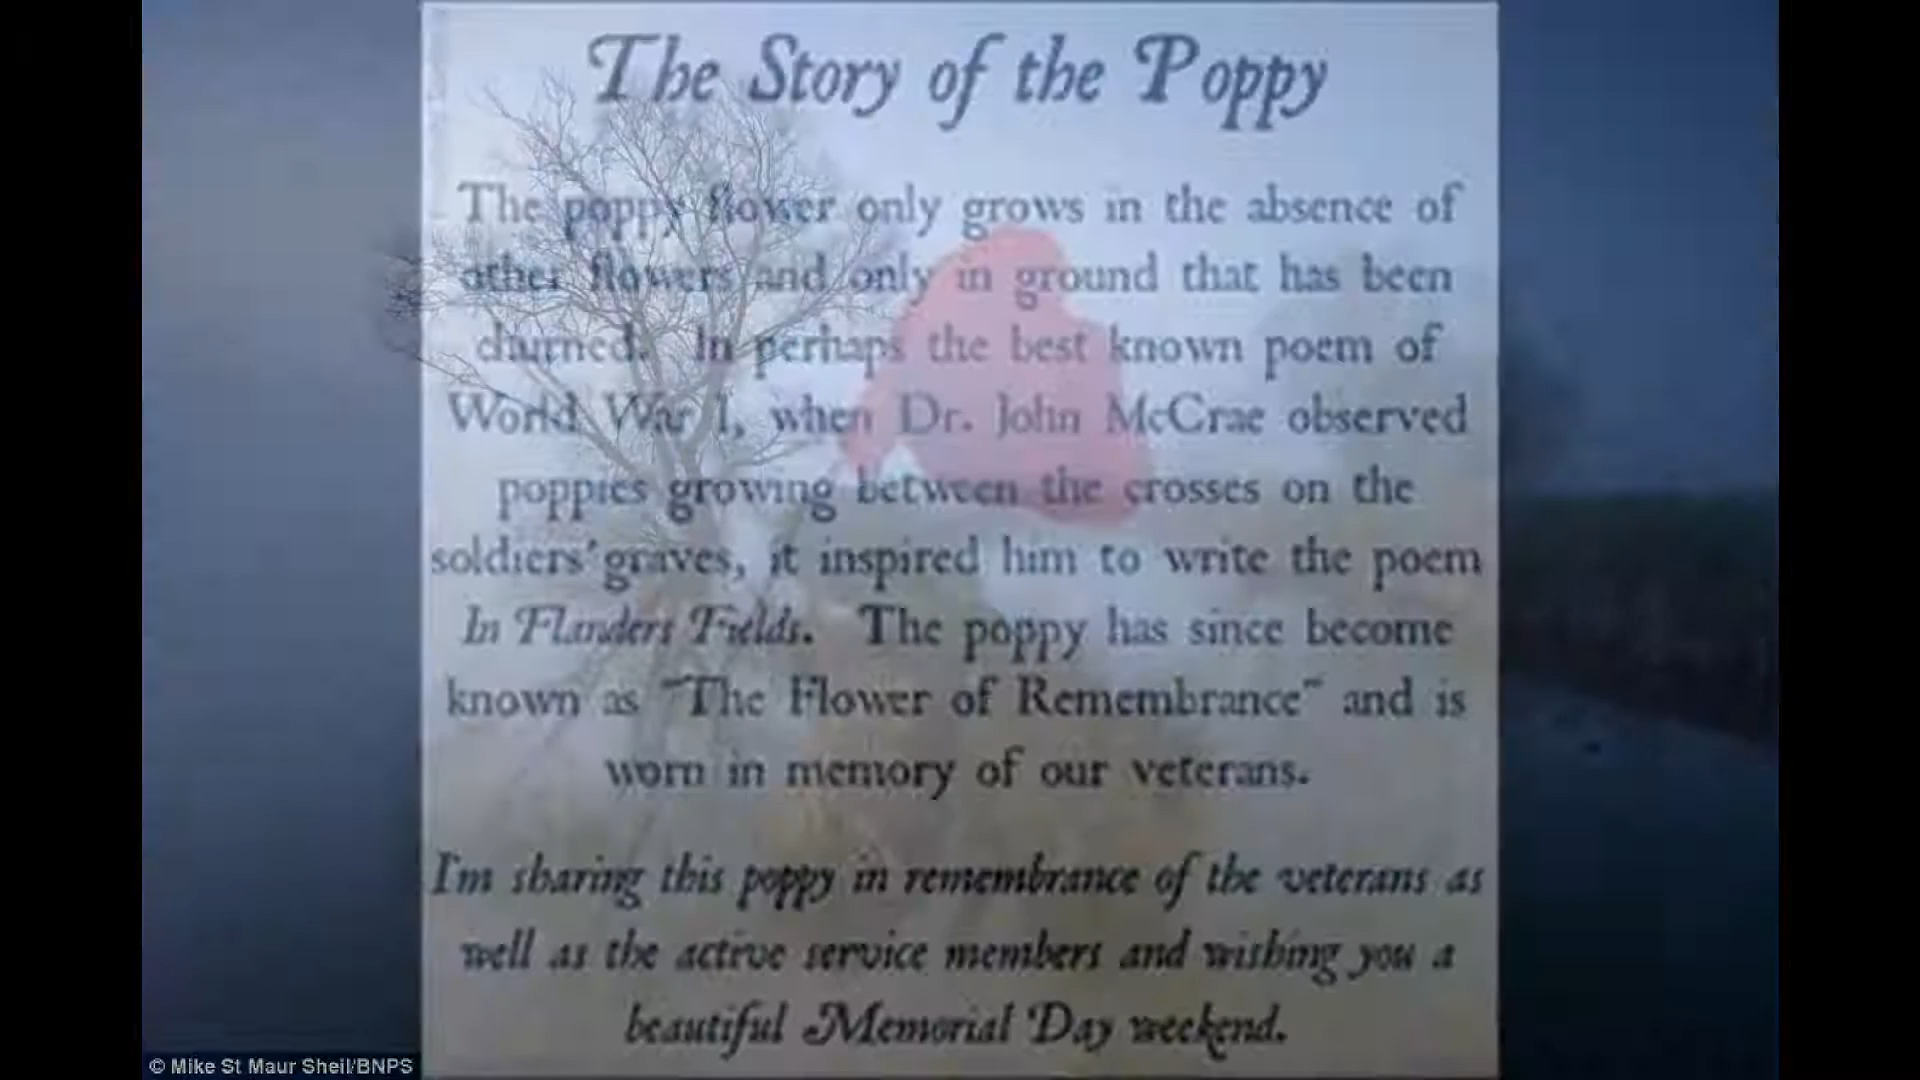 The Story of the Poppy
The poppy flower only grows in the absence of
other flowers and only in ground that has been
churned. In perhaps the best known poem of
World War I, when Dr. John McCrae observed
poppies growing between the crosses on the
soldiers' graves, it inspired him to write the poem
In Flanders Fields. The poppy has since become
known as "The Flower of Remembrance" and is
worn in memory of our veterans.
I'm sharing this poppy in remembrance of the veterans as
well as the active service members and wishing you a
beautiful Memorial Day weekend.
© Mike St Maur Sheil/BNPS